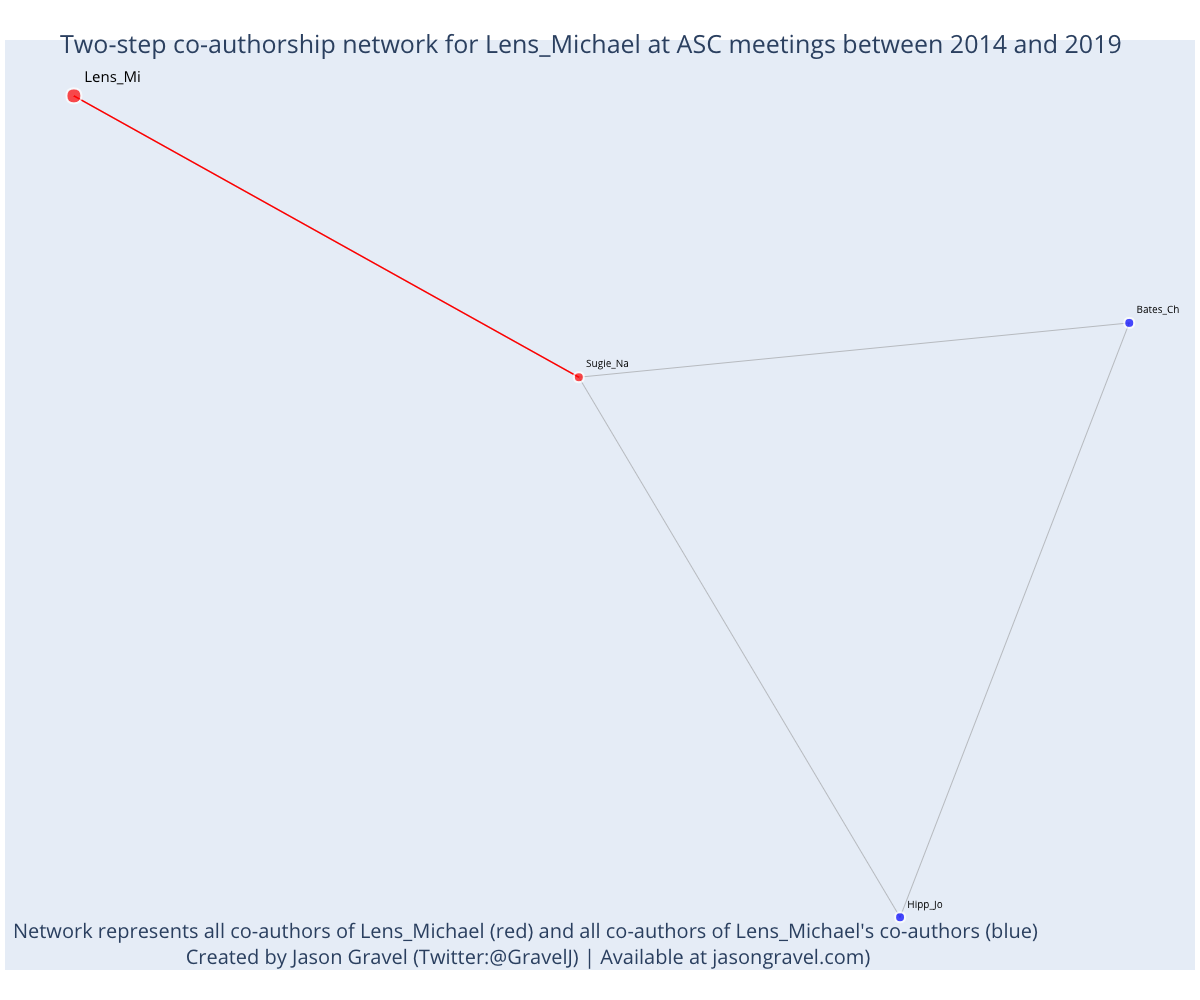 Two-step co-authorship network for Lens_Michael at ASC meetings between 2014 and 2019
Lens_Mi
Bates_Ch
Sugie_Na
Hipp_Jo
Network represents all co-authors of Lens_Michael (red) and all co-authors of Lens_Michael's co-authors (blue)
Created by Jason Gravel (Twitter:@GravelJ) | Available at jasongravel.com)